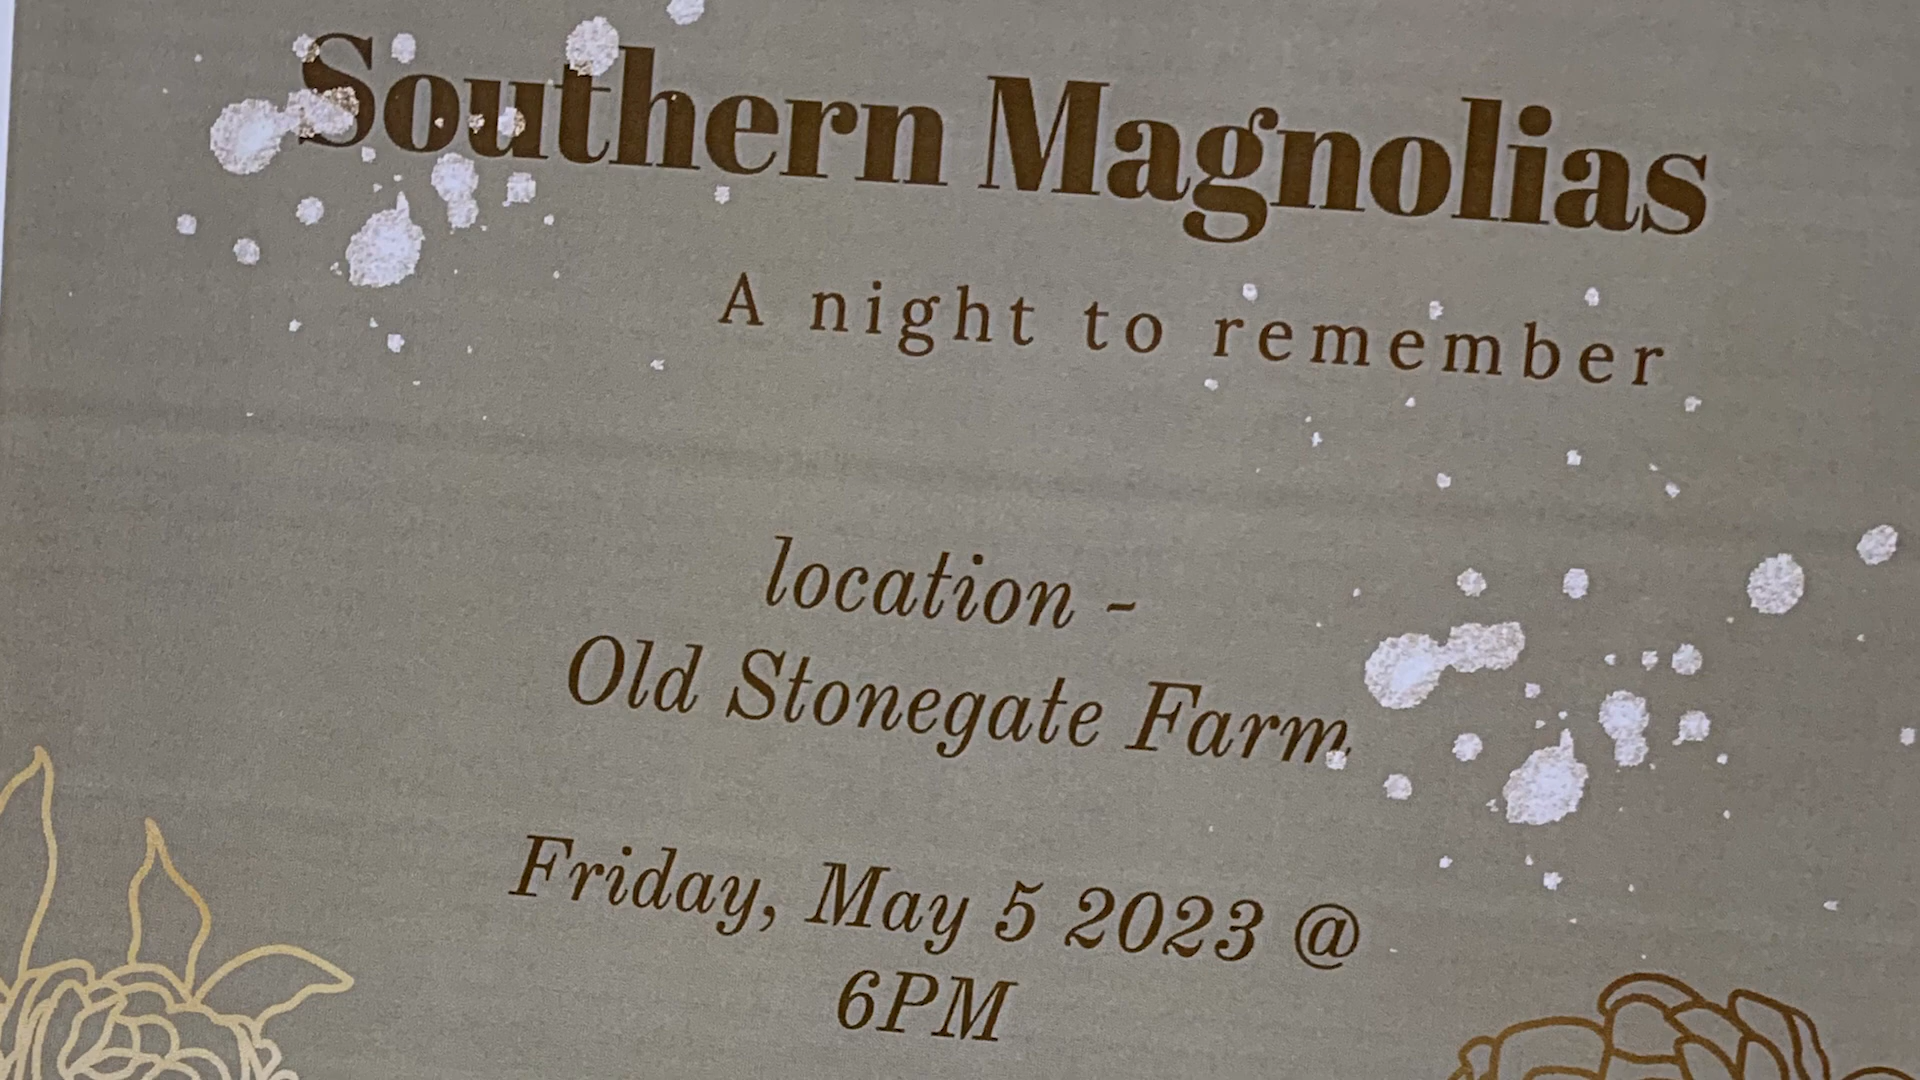 Southern Magnolias
A night to remember
location -
Old Stonegate Farm
Friday, May 5 2023 @
6PM